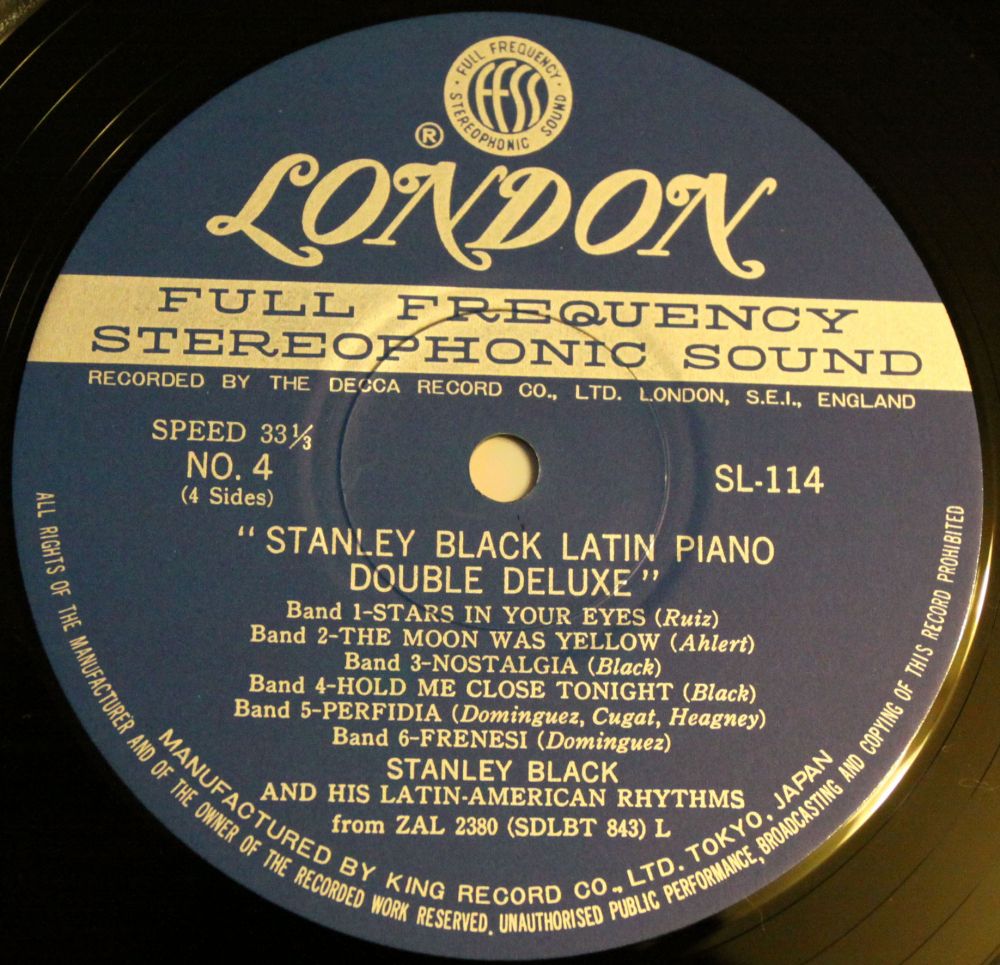 FULL FREQUENCY
STEREOPHONIC SOUND
FFSS
®
LONDON
FULL FREQUENCY
STEREOPHONIC SOUND
RECORDED BY THE DECCA RECORD CO., LTD. LONDON, S.E.I., ENGLAND
SPEED 33⅓
NO. 4
(4 Sides)
SL-114
"STANLEY BLACK LATIN PIANO
DOUBLE DELUXE"
Band 1-STARS IN YOUR EYES (Ruiz)
Band 2-THE MOON WAS YELLOW (Ahlert)
Band 3-NOSTALGIA (Black)
Band 4-HOLD ME CLOSE TONIGHT (Black)
Band 5-PERFIDIA (Dominguez, Cugat, Heagney)
Band 6-FRENESI (Dominguez)
STANLEY BLACK
AND HIS LATIN-AMERICAN RHYTHMS
from ZAL 2380 (SDLBT 843) L
MANUFACTURED BY KING RECORD CO., LTD. TOKYO, JAPAN
ALL RIGHTS OF THE MANUFACTURER AND OF THE OWNER OF THE RECORDED WORK RESERVED. UNAUTHORISED PUBLIC PERFORMANCE, BROADCASTING AND COPYING OF THIS RECORD PROHIBITED